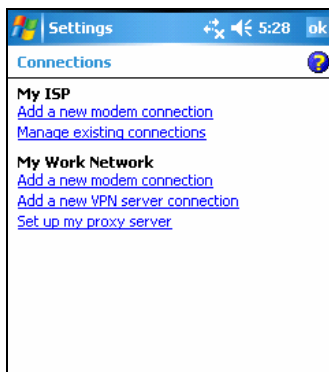 Settings 5:28 ok
Connections ?
My ISP
Add a new modem connection
Manage existing connections
My Work Network
Add a new modem connection
Add a new VPN server connection
Set up my proxy server